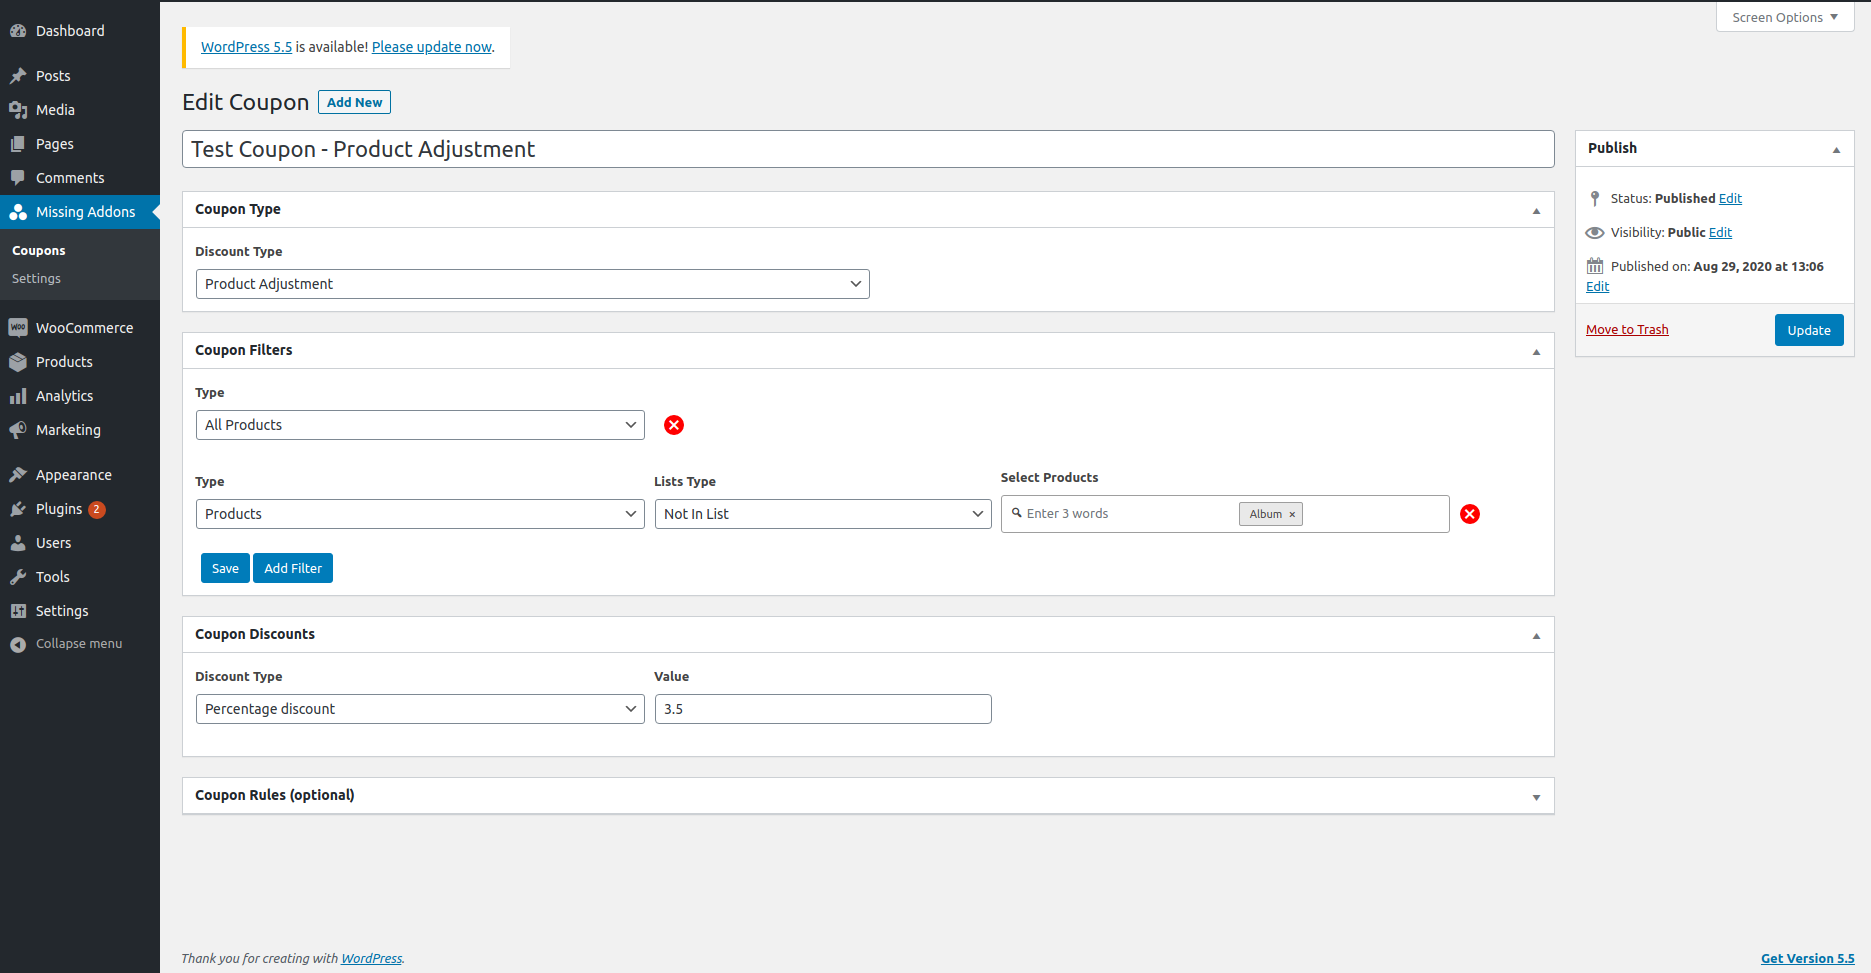 Dashboard
Posts
Media
Pages
Comments
Missing Addons
Coupons
Settings
WooCommerce
Products
Analytics
Marketing
Appearance
Plugins 2
Users
Tools
Settings
Collapse menu
Screen Options
WordPress 5.5 is available! Please update now.
Edit Coupon Add New
Test Coupon - Product Adjustment
Coupon Type
Discount Type
Product Adjustment
Coupon Filters
Type
All Products
Type Lists Type Select Products
Products Not In List Enter 3 words Album ×
Save Add Filter
Coupon Discounts
Discount Type Value
Percentage discount 3.5
Coupon Rules (optional)
Publish
Status: Published Edit
Visibility: Public Edit
Published on: Aug 29, 2020 at 13:06
Edit
Move to Trash Update
Thank you for creating with WordPress.
Get Version 5.5